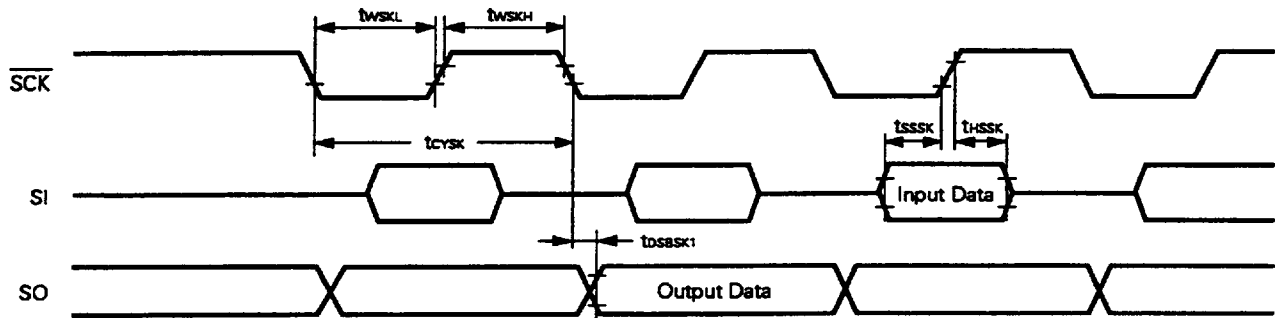 tWSKL
tWSKH
SCK
tCYSK
tSSSK
tHSSK
SI
Input Data
tDSBSK1
SO
Output Data